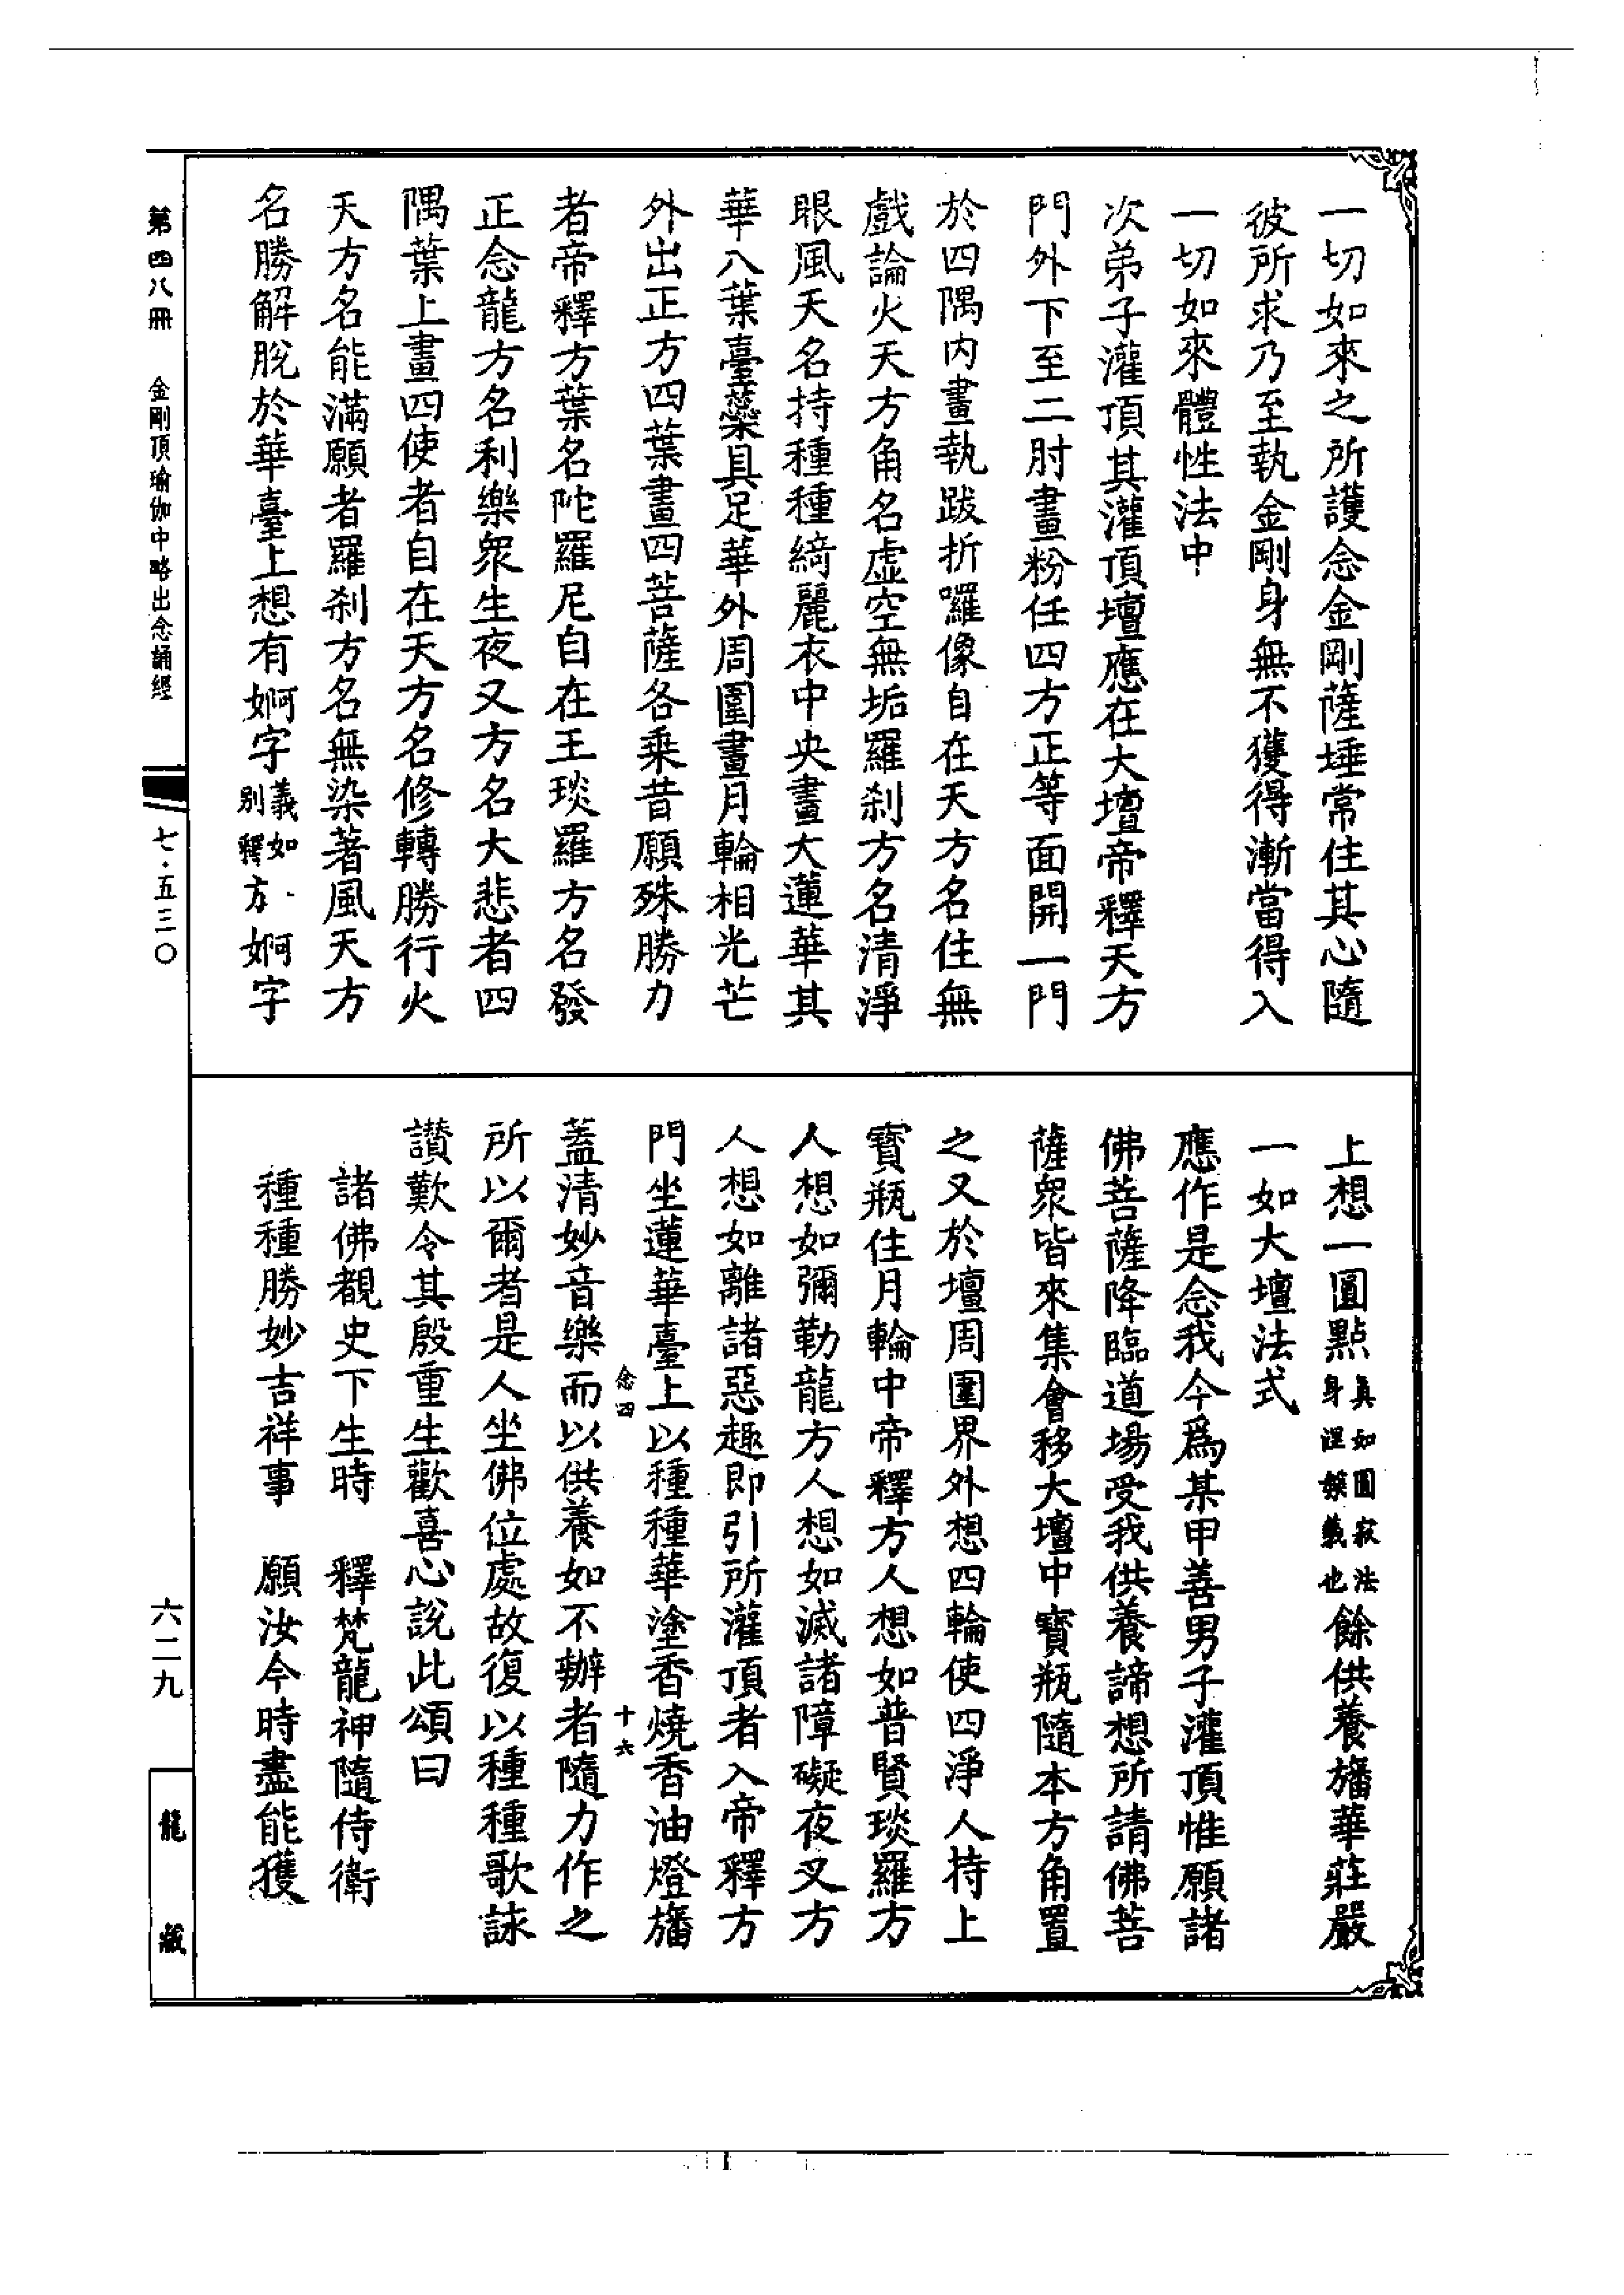 一切如來之所護念金剛薩埵常住其心隨
彼所求乃至執金剛身無不獲得漸當得入
一切如來體性法中
次弟子灌頂其灌頂壇應在大壇帝釋天方
門外下至二肘畫粉任四方正等面開一門
於四隅內畫執跋折囉像自在天方名住無
戲論火天方角名虛空無垢羅剎方名清淨
眼風天名持種種綺麗衣中央畫大蓮華其
華八葉臺蘂具足華外周圍畫月輪相光芒
外出正方四葉畫四菩薩各乘昔願殊勝力
者帝釋方葉名陀羅尼自在王琰羅方名發
正念龍方名利樂眾生夜叉方名大悲者四
隅葉上畫四使者自在天方名修轉勝行火
天方名能滿願者羅剎方名無染著風天方
名勝解脫於華臺上想有婀字義如別釋方婀字
上想一圓點真如圓寂法身涅槃義也餘供養旛華莊嚴
一如大壇法式
應作是念我今為某甲善男子灌頂惟願諸
佛菩薩降臨道場受我供養諦想所請佛菩
薩眾皆來集會移大壇中寶瓶隨本方角置
之又於壇周圍界外想四輪使四淨人持上
寶瓶住月輪中帝釋方人想如普賢琰羅方
人想如彌勒龍方人想如滅諸障礙夜叉方
人想如離諸惡趣即引所灌頂者入帝釋方
門坐蓮華臺上以種種華塗香燒香油燈旛
念四 十六
蓋清妙音樂而以供養如不辦者隨力作之
所以爾者是人坐佛位處故復以種種歌詠
讚歎令其殷重生歡喜心說此頌曰
諸佛覩史下生時 釋梵龍神隨侍衛
種種勝妙吉祥事 願汝今時盡能獲
第四八冊 金剛頂瑜伽中略出念誦經
七·五三〇
六二九
龍藏